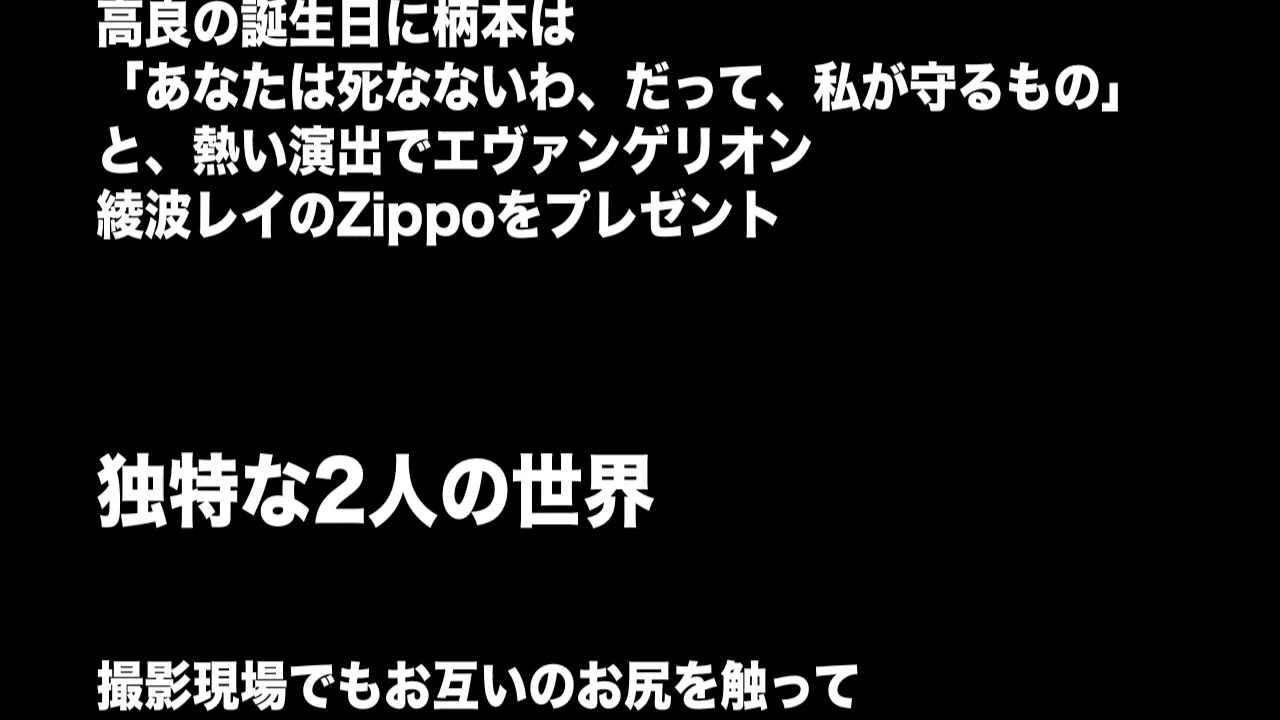 高良の誕生日に柄本は
「あなたは死なないわ、だって、私が守るもの」
と、熱い演出でエヴァンゲリオン
綾波レイのZippoをプレゼント
独特な2人の世界
撮影現場でもお互いのお尻を触って